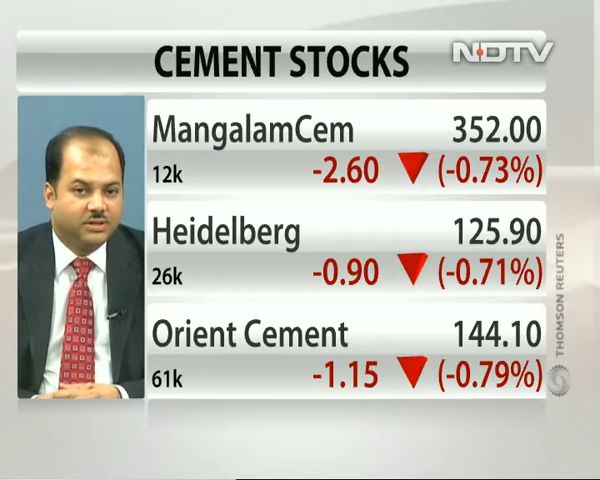 NDTV
CEMENT STOCKS
MangalamCem 352.00
12k -2.60 ▼ (-0.73%)
Heidelberg 125.90
26k -0.90 ▼ (-0.71%)
Orient Cement 144.10
61k -1.15 ▼ (-0.79%)
THOMSON REUTERS